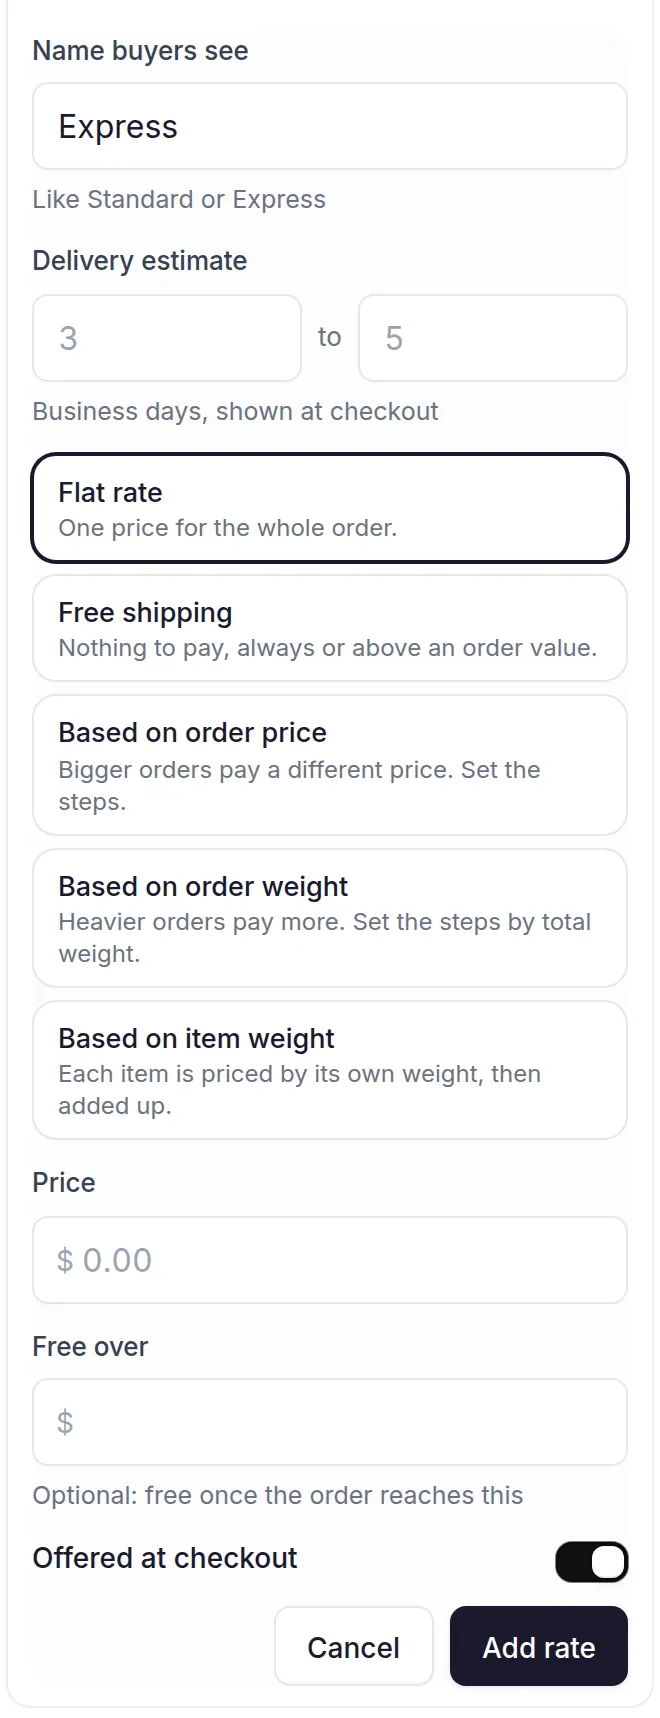 Name buyers see
Express
Like Standard or Express
Delivery estimate
3 to 5
Business days, shown at checkout
Flat rate
One price for the whole order.
Free shipping
Nothing to pay, always or above an order value.
Based on order price
Bigger orders pay a different price. Set the
steps.
Based on order weight
Heavier orders pay more. Set the steps by total
weight.
Based on item weight
Each item is priced by its own weight, then
added up.
Price
$ 0.00
Free over
$
Optional: free once the order reaches this
Offered at checkout
Cancel Add rate